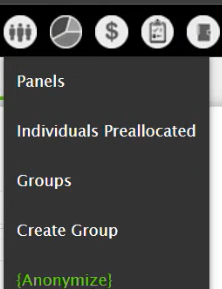 $
Panels
Individuals Preallocated
Groups
Create Group
{Anonymize}